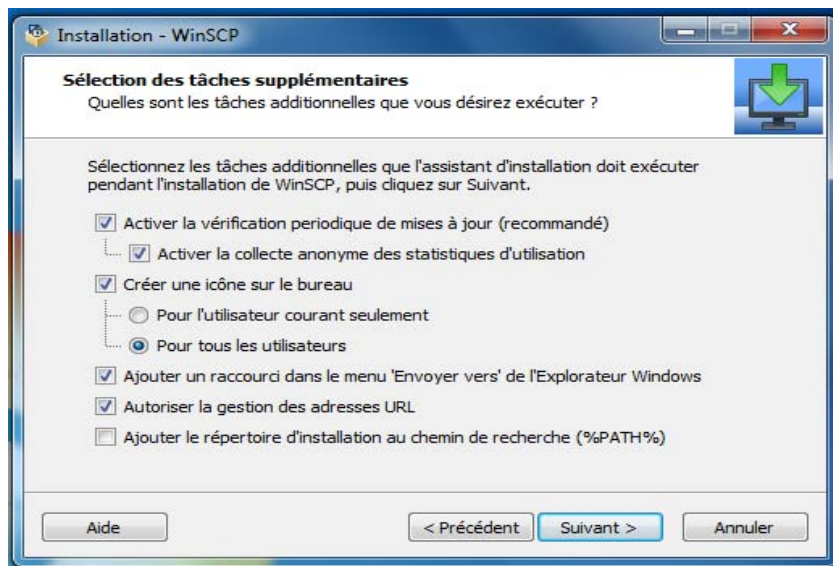 Installation - WinSCP
Sélection des tâches supplémentaires
Quelles sont les tâches additionnelles que vous désirez exécuter ?
Sélectionnez les tâches additionnelles que l'assistant d'installation doit exécuter
pendant l'installation de WinSCP, puis cliquez sur Suivant.
Activer la vérification periodique de mises à jour (recommandé)
Activer la collecte anonyme des statistiques d'utilisation
Créer une icône sur le bureau
Pour l'utilisateur courant seulement
Pour tous les utilisateurs
Ajouter un raccourci dans le menu 'Envoyer vers' de l'Explorateur Windows
Autoriser la gestion des adresses URL
Ajouter le répertoire d'installation au chemin de recherche (%PATH%)
Aide < Précédent Suivant > Annuler